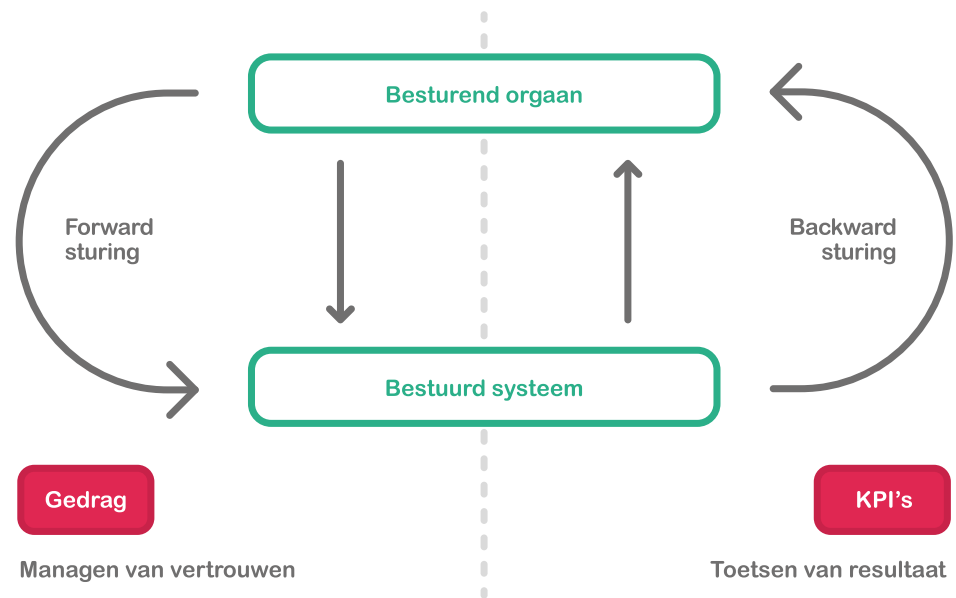 Besturend orgaan
Forward
sturing
Backward
sturing
Bestuurd systeem
Gedrag
KPI's
Managen van vertrouwen
Toetsen van resultaat